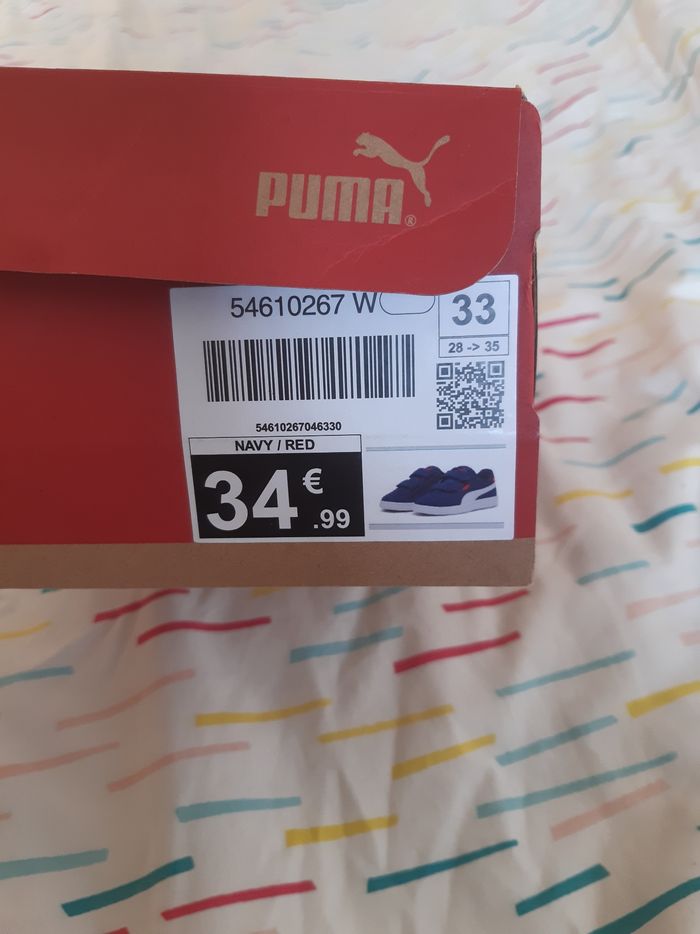 PUMA®
54610267 W
33
28 -> 35
54610267046330
NAVY / RED
34€.99